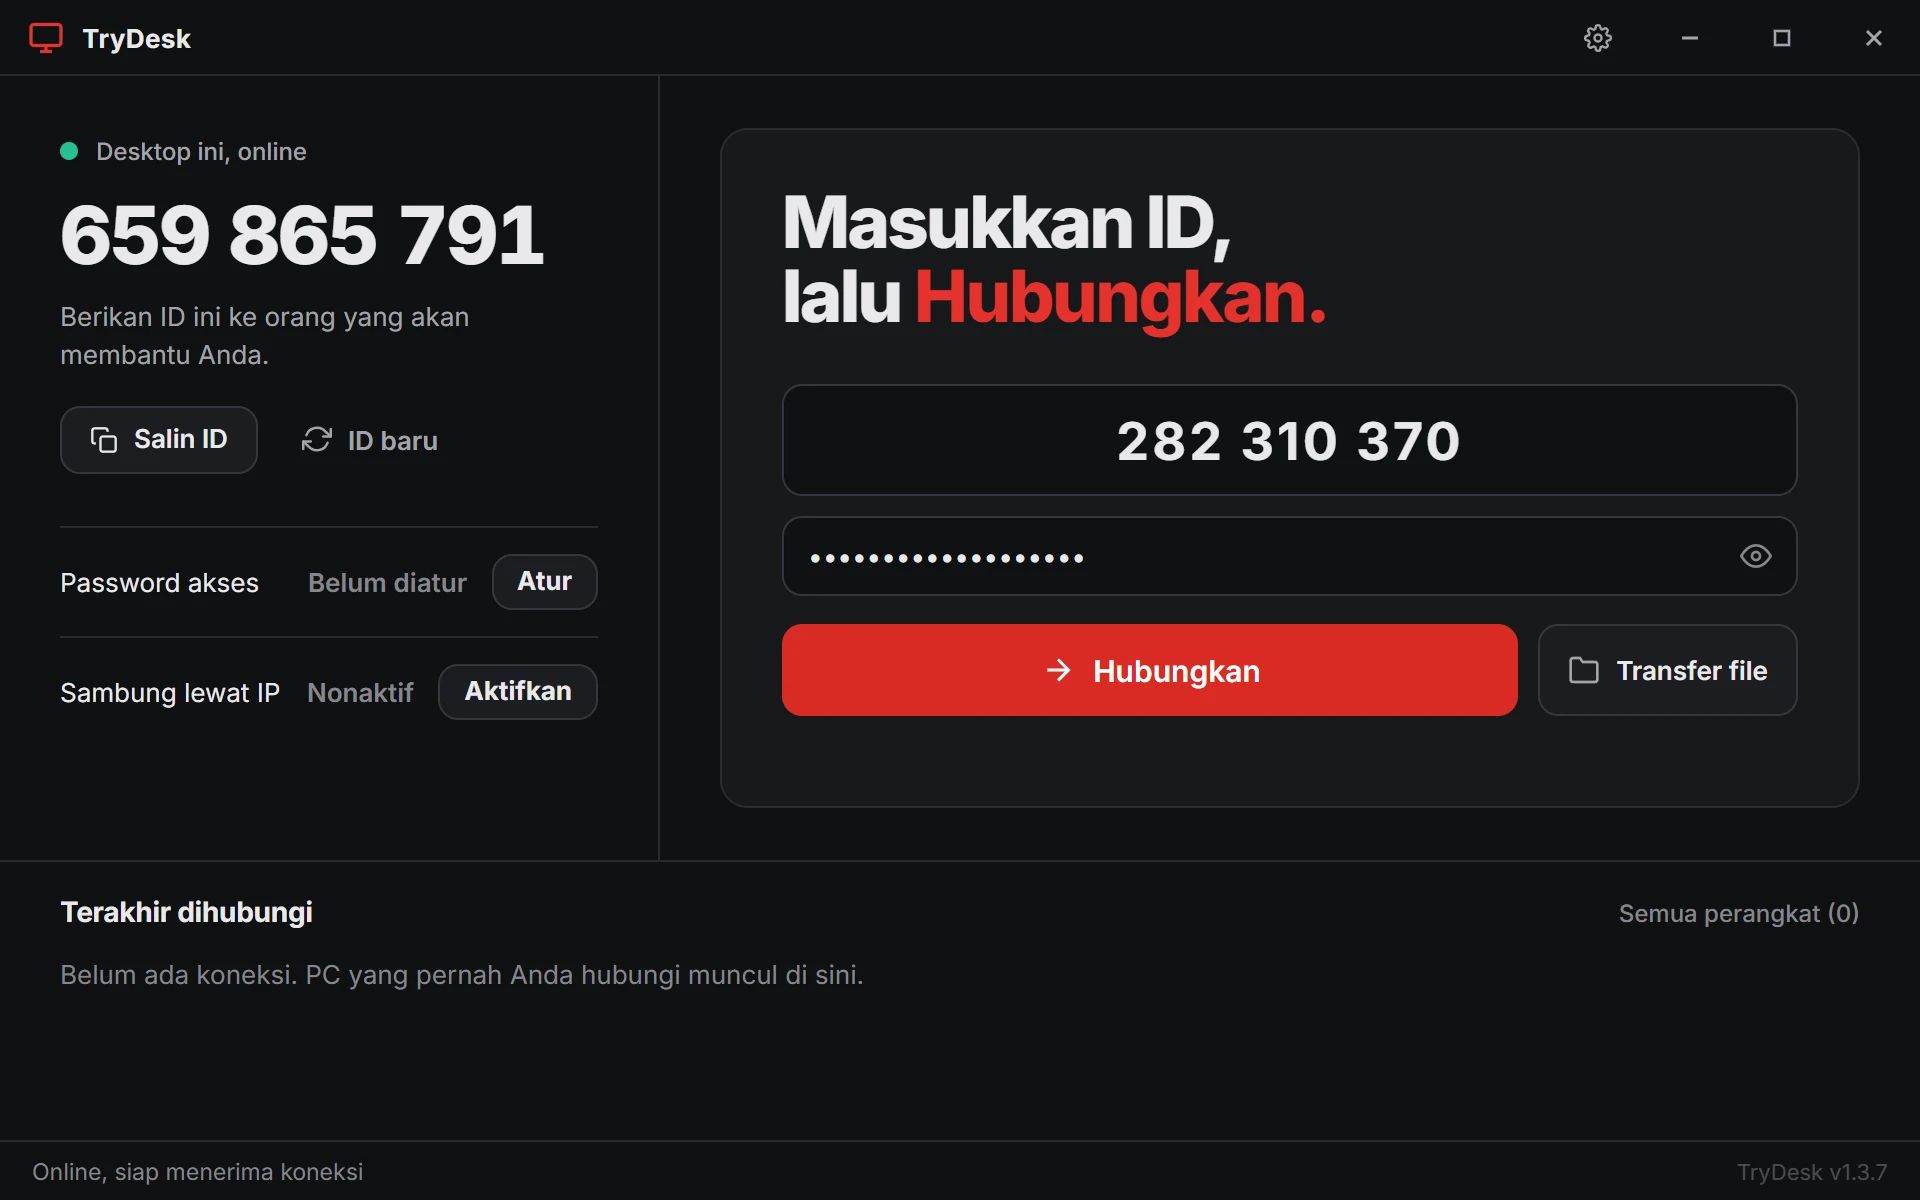 TryDesk
Desktop ini, online
659 865 791
Berikan ID ini ke orang yang akan
membantu Anda.
Salin ID
ID baru
Password akses
Belum diatur
Atur
Sambung lewat IP
Nonaktif
Aktifkan
Masukkan ID,
lalu Hubungkan.
282 310 370
•••••••••••••••••••
Hubungkan
Transfer file
Terakhir dihubungi
Semua perangkat (0)
Belum ada koneksi. PC yang pernah Anda hubungi muncul di sini.
Online, siap menerima koneksi
TryDesk v1.3.7